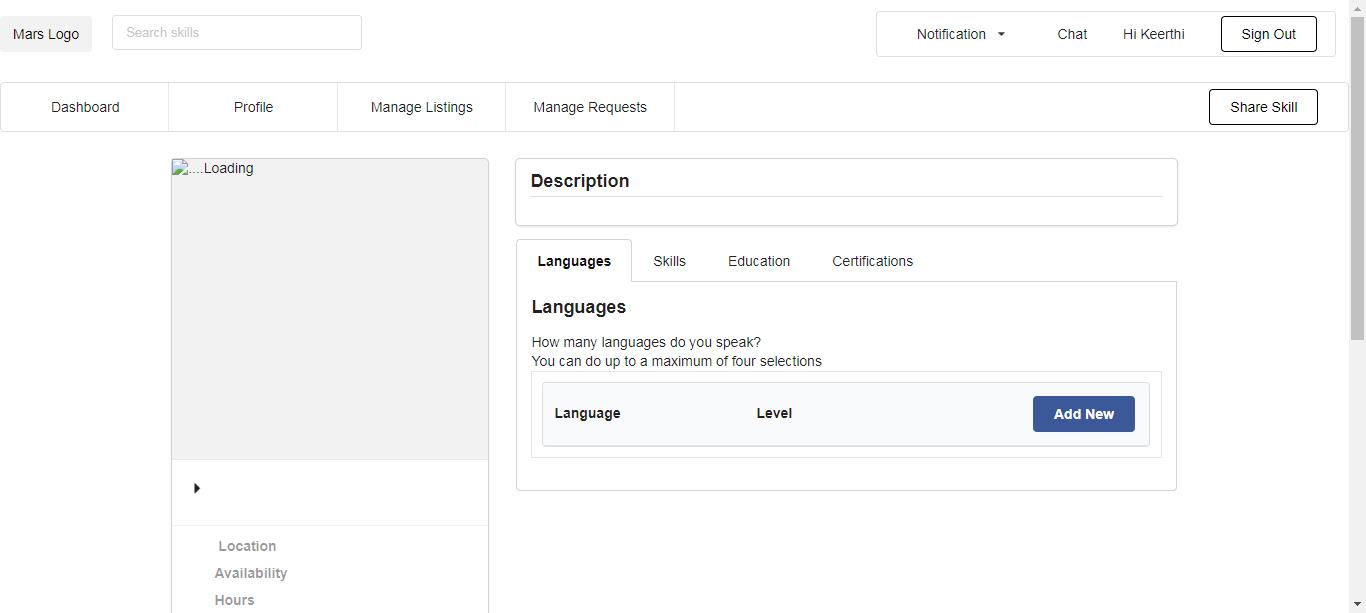 Mars Logo
Search skills
Notification
Chat
Hi Keerthi
Sign Out
Dashboard
Profile
Manage Listings
Manage Requests
Share Skill
....Loading
Description
Languages
Skills
Education
Certifications
Languages
How many languages do you speak?
You can do up to a maximum of four selections
Language
Level
Add New
Location
Availability
Hours